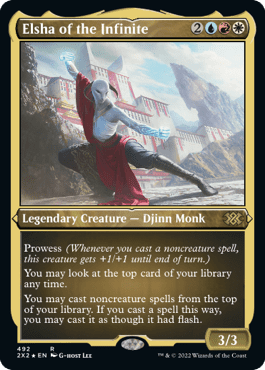 Elsha of the Infinite 2
Legendary Creature — Djinn Monk
Prowess (Whenever you cast a noncreature spell,
this creature gets +1/+1 until end of turn.)
You may look at the top card of your library
any time.
You may cast noncreature spells from the top
of your library. If you cast a spell this way,
you may cast it as though it had flash.
3/3
492 R
2X2 ★ EN G-host Lee
™ & © 2022 Wizards of the Coast